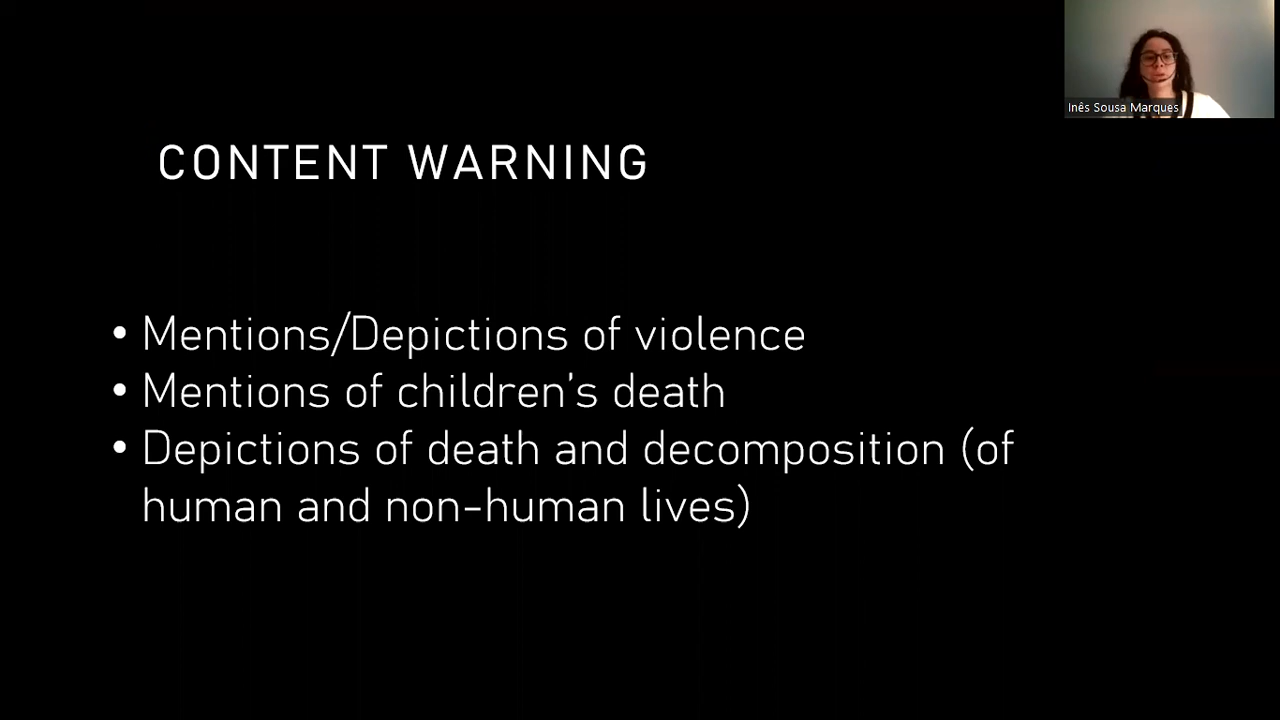 Inês Sousa Marques
CONTENT WARNING
• Mentions/Depictions of violence
• Mentions of children's death
• Depictions of death and decomposition (of
human and non-human lives)